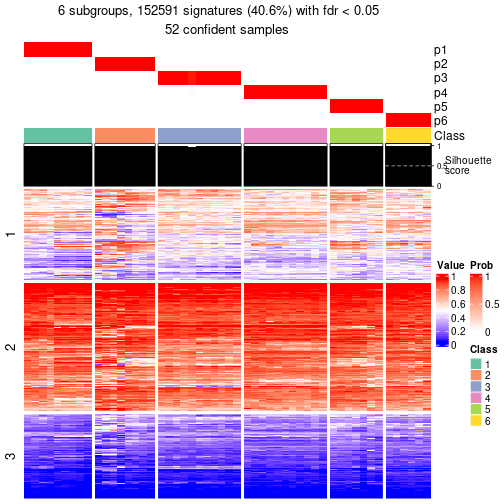 6 subgroups, 152591 signatures (40.6%) with fdr < 0.05
52 confident samples
p1
p2
p3
p4
p5
p6
Class
1
0.5
0
Silhouette
score
1
2
3
Value
1
0.8
0.6
0.4
0.2
0
Prob
1
0.5
0
Class
1
2
3
4
5
6